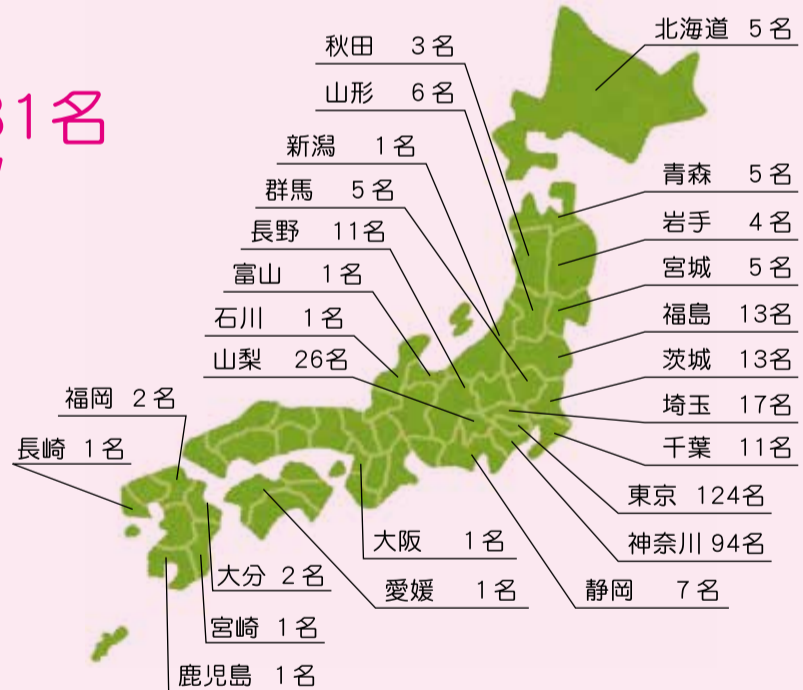 31名
北海道 5名
秋田 3名
山形 6名
新潟 1名
群馬 5名
長野 11名
富山 1名
石川 1名
山梨 26名
青森 5名
岩手 4名
宮城 5名
福島 13名
茨城 13名
埼玉 17名
千葉 11名
東京 124名
神奈川 94名
静岡 7名
福岡 2名
長崎 1名
大阪 1名
愛媛 1名
大分 2名
宮崎 1名
鹿児島 1名